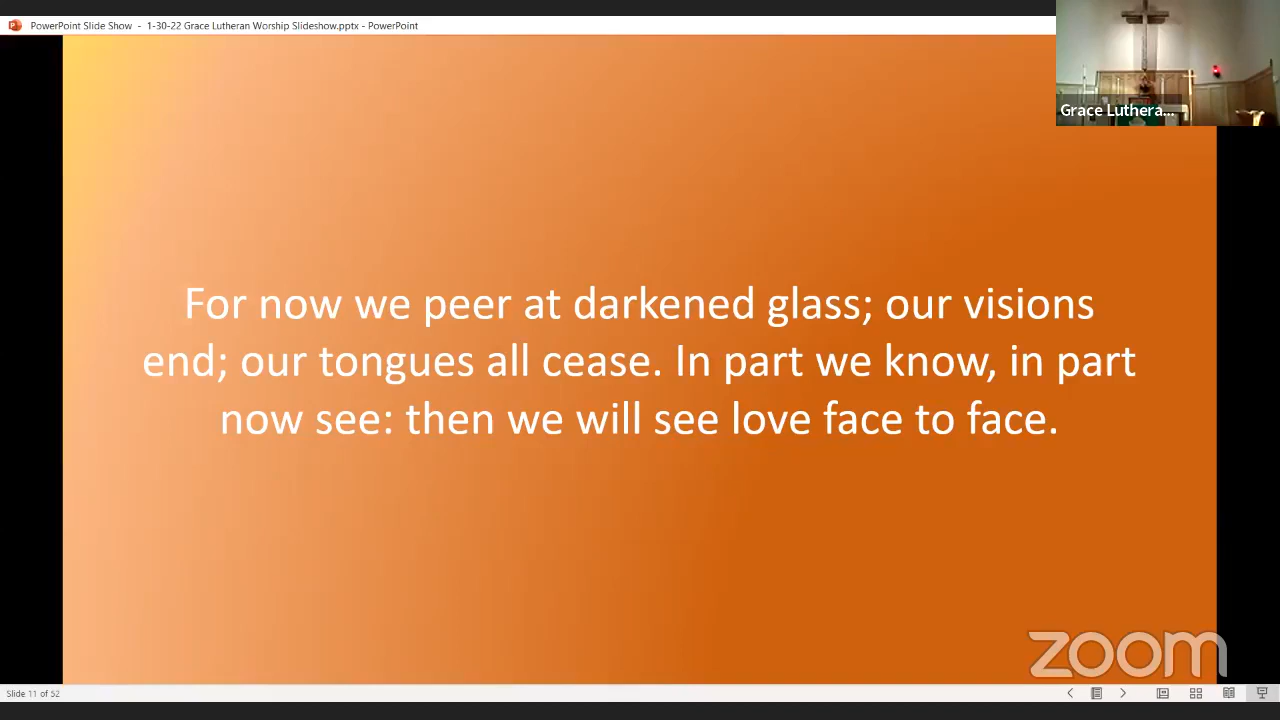 PowerPoint Slide Show - 1-30-22 Grace Lutheran Worship Slideshow.pptx - PowerPoint
Grace Luthera...
For now we peer at darkened glass; our visions
end; our tongues all cease. In part we know, in part
now see: then we will see love face to face.
zoom
Slide 11 of 52